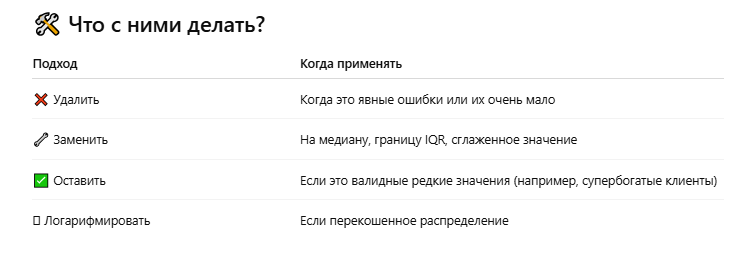 🛠 Что с ними делать?
Подход Когда применять
❌ Удалить Когда это явные ошибки или их очень мало
🔧 Заменить На медиану, границу IQR, сглаженное значение
✅ Оставить Если это валидные редкие значения (например, супербогатые клиенты)
▯ Логарифмировать Если перекошенное распределение